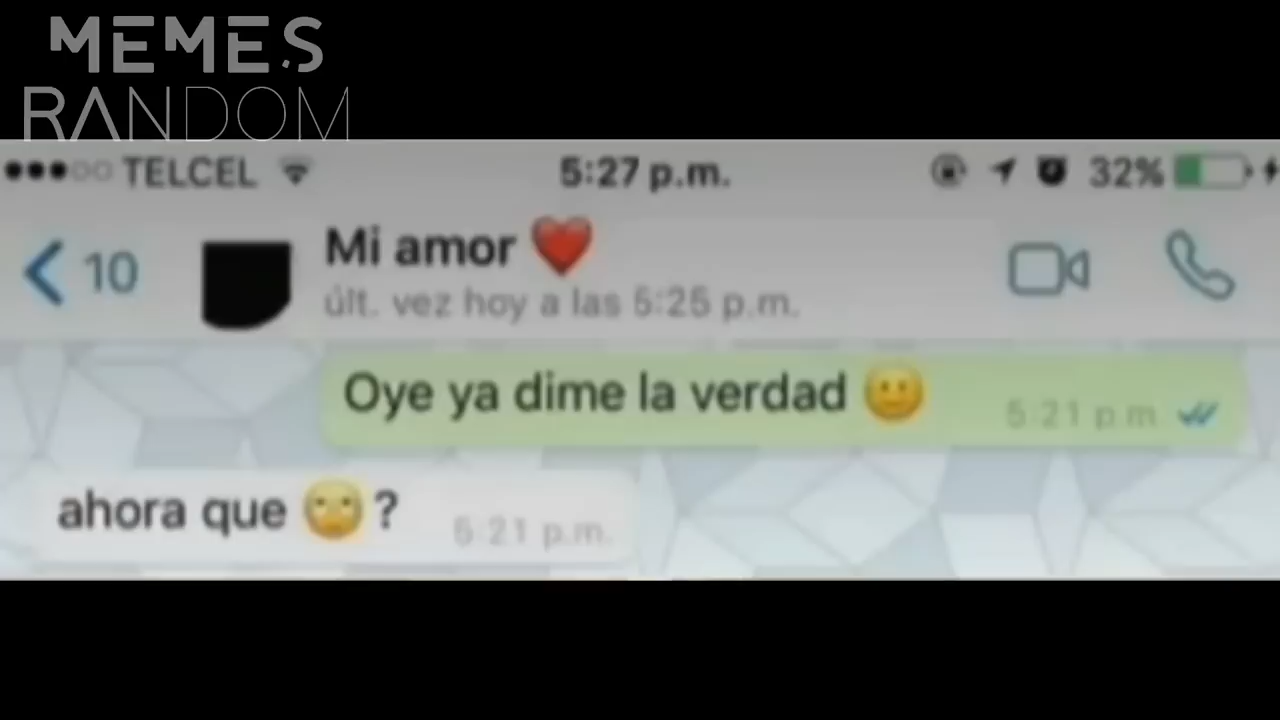 MEMES
RANDOM
TELCEL 5:27 p.m. 32%
10 Mi amor ❤️
últ. vez hoy a las 5:25 p.m.
Oye ya dime la verdad 🙂 5:21 p.m.
ahora que 🙄? 5:21 p.m.